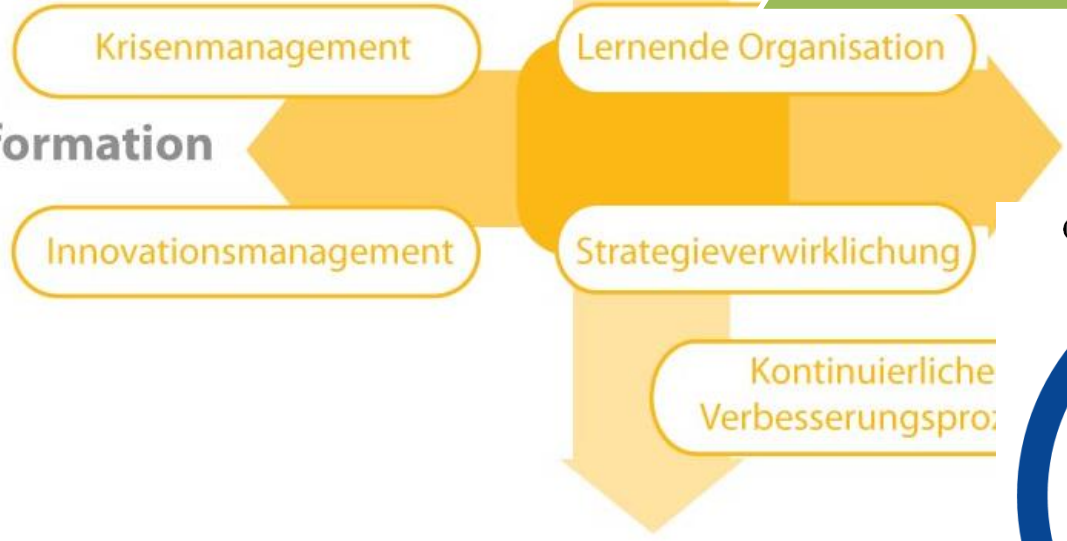 Krisenmanagement
Lernende Organisation
formation
Innovationsmanagement
Strategieverwirklichung
Kontinuierliche
Verbesserungspro